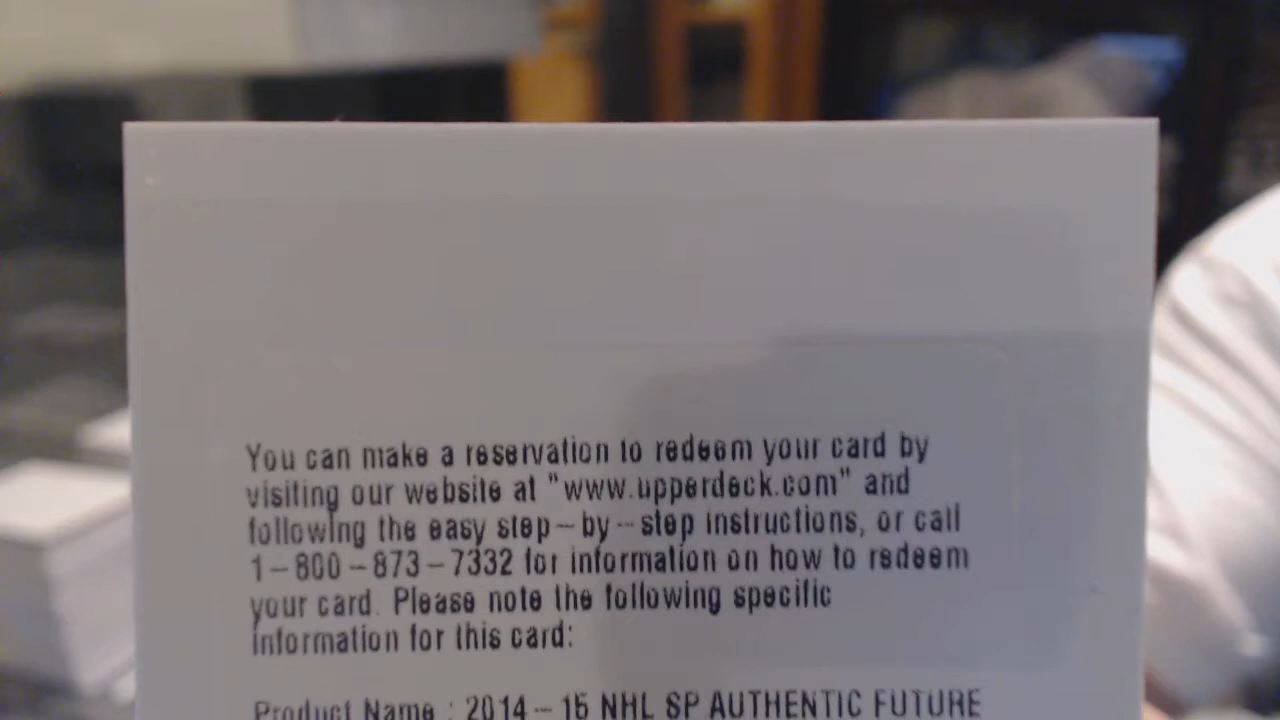 You can make a reservation to redeem your card by
visiting our website at "www.upperdeck.com" and
following the easy step-by-step instructions, or call
1-800-873-7332 for information on how to redeem
your card. Please note the following specific
information for this card:
Product Name : 2014-15 NHL SP AUTHENTIC FUTURE